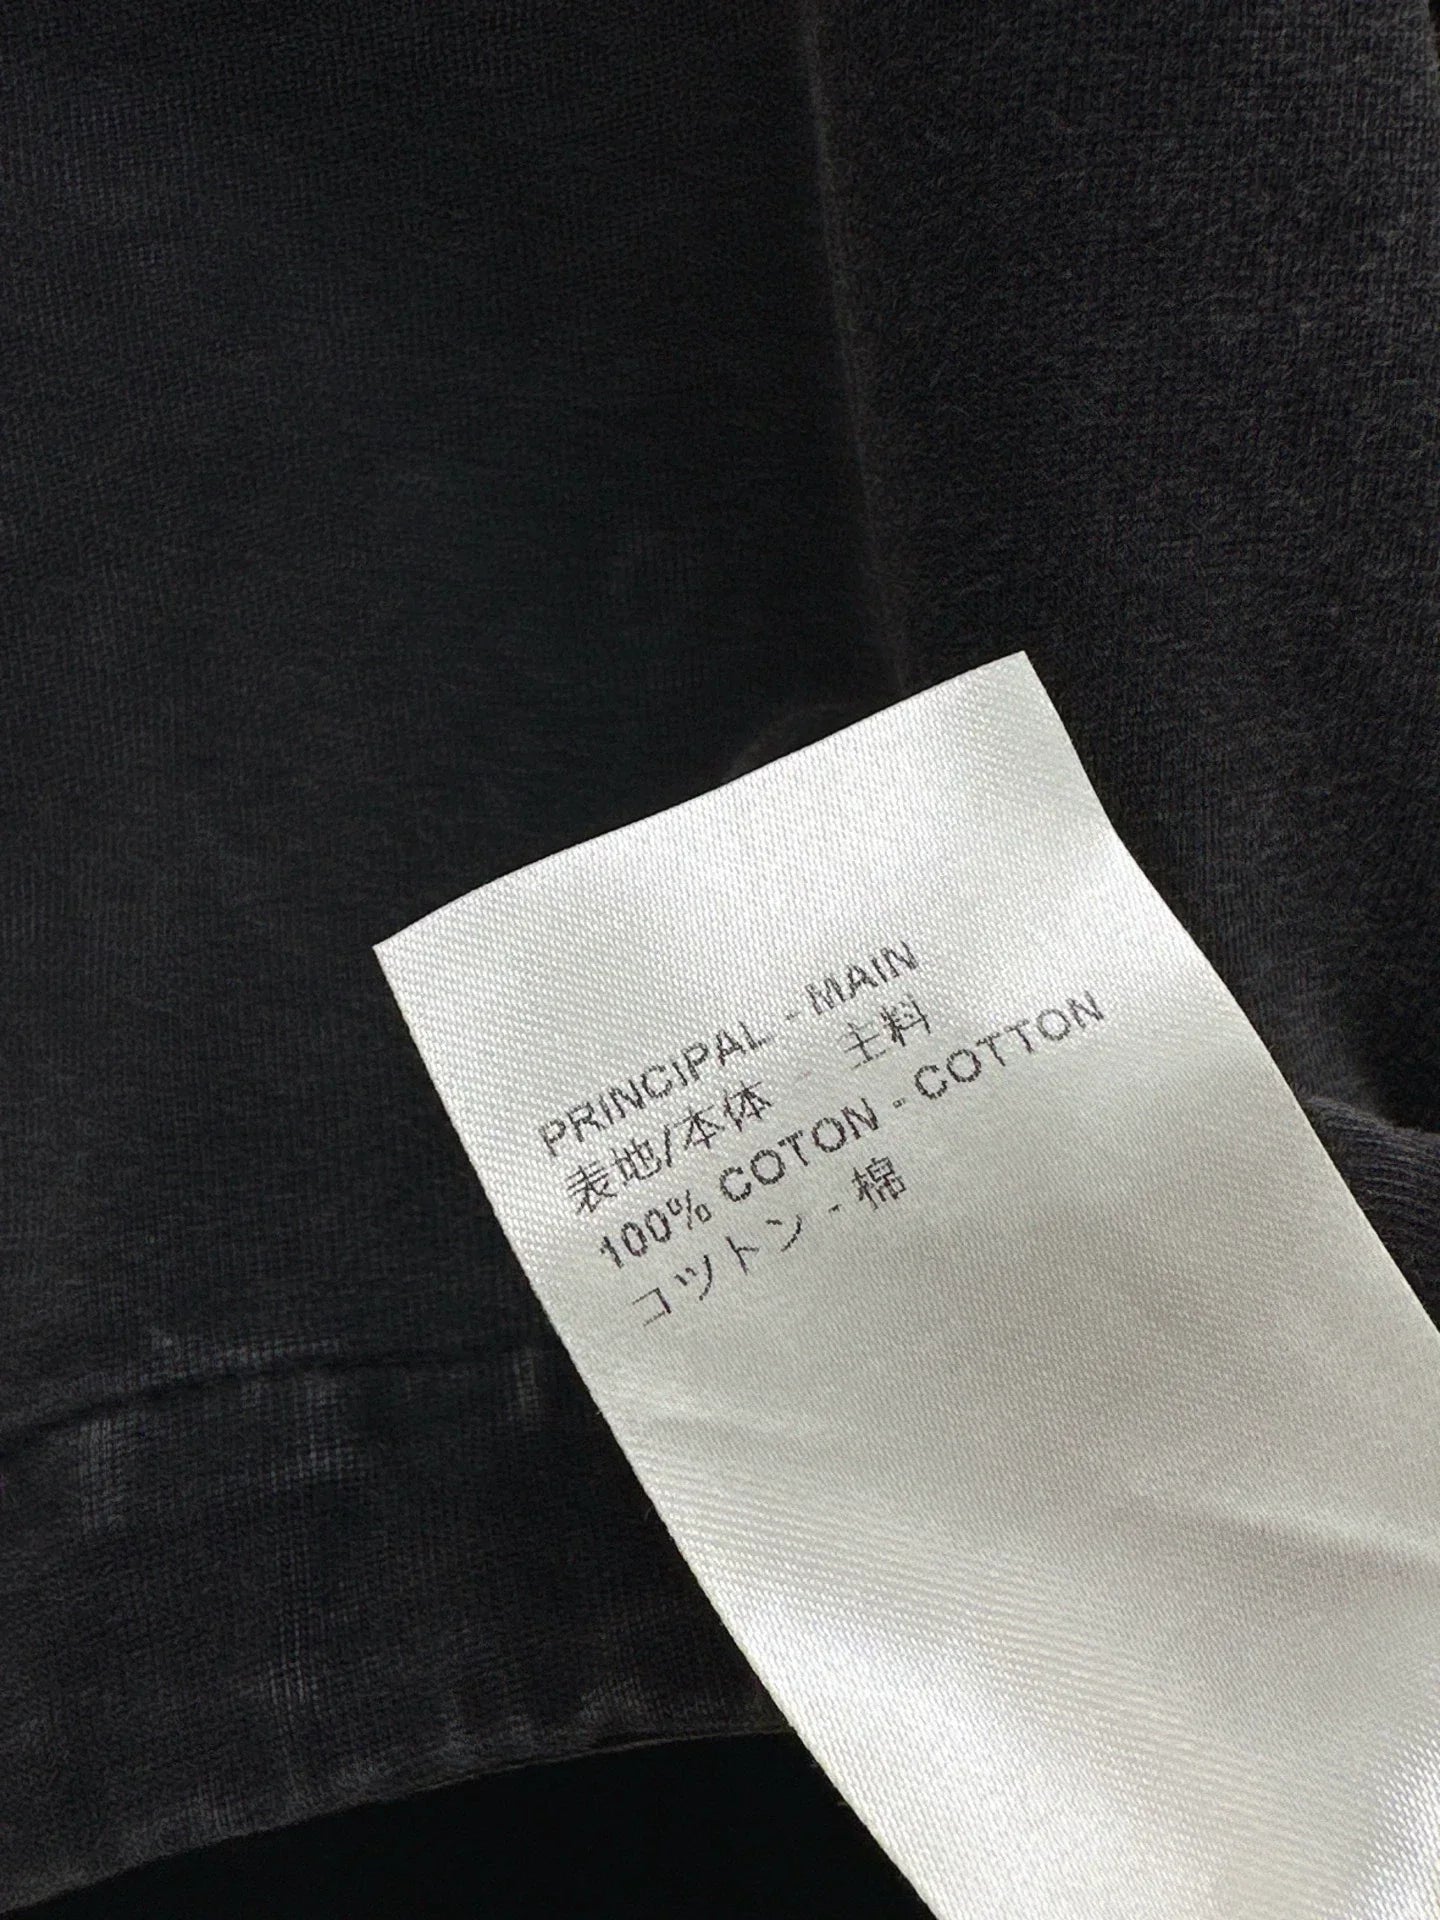 PRINCIPAL - MAIN
表地/本体 - 主料
100% COTON - COTTON
コットン - 棉